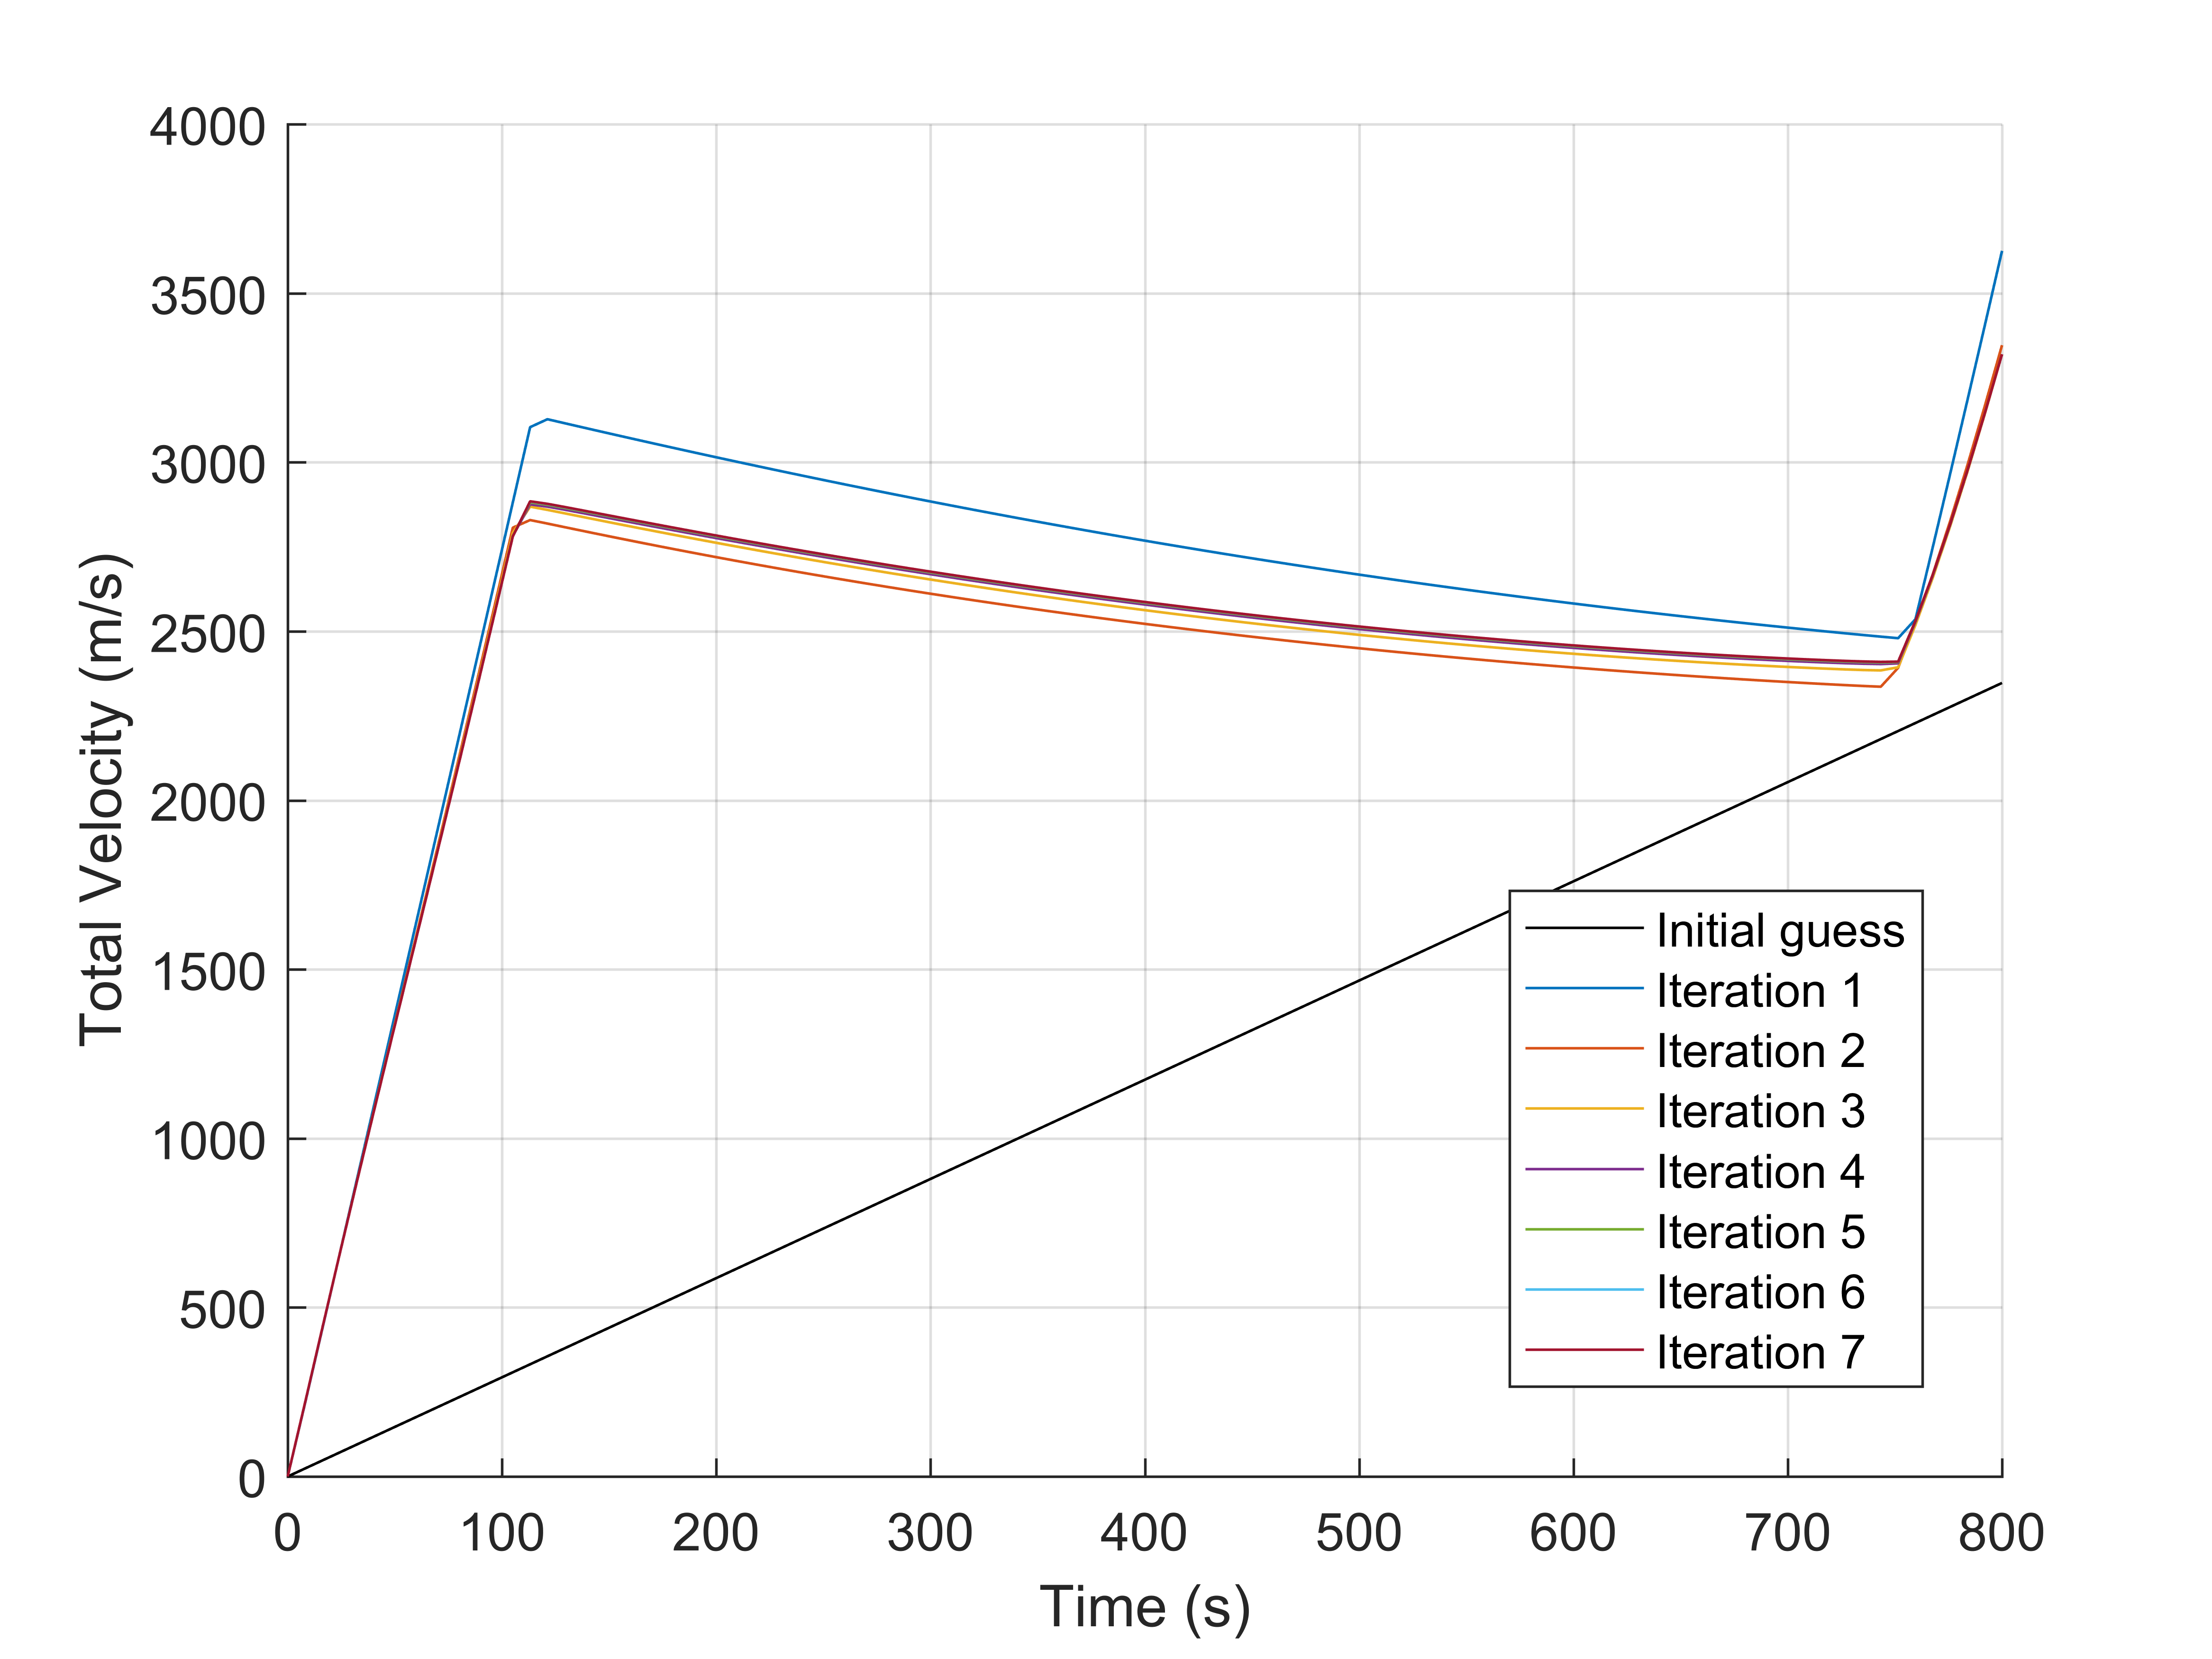 4000
3500
3000
2500
2000
1500
1000
500
0
Total Velocity (m/s)
0 100 200 300 400 500 600 700 800
Time (s)
Initial guess
Iteration 1
Iteration 2
Iteration 3
Iteration 4
Iteration 5
Iteration 6
Iteration 7